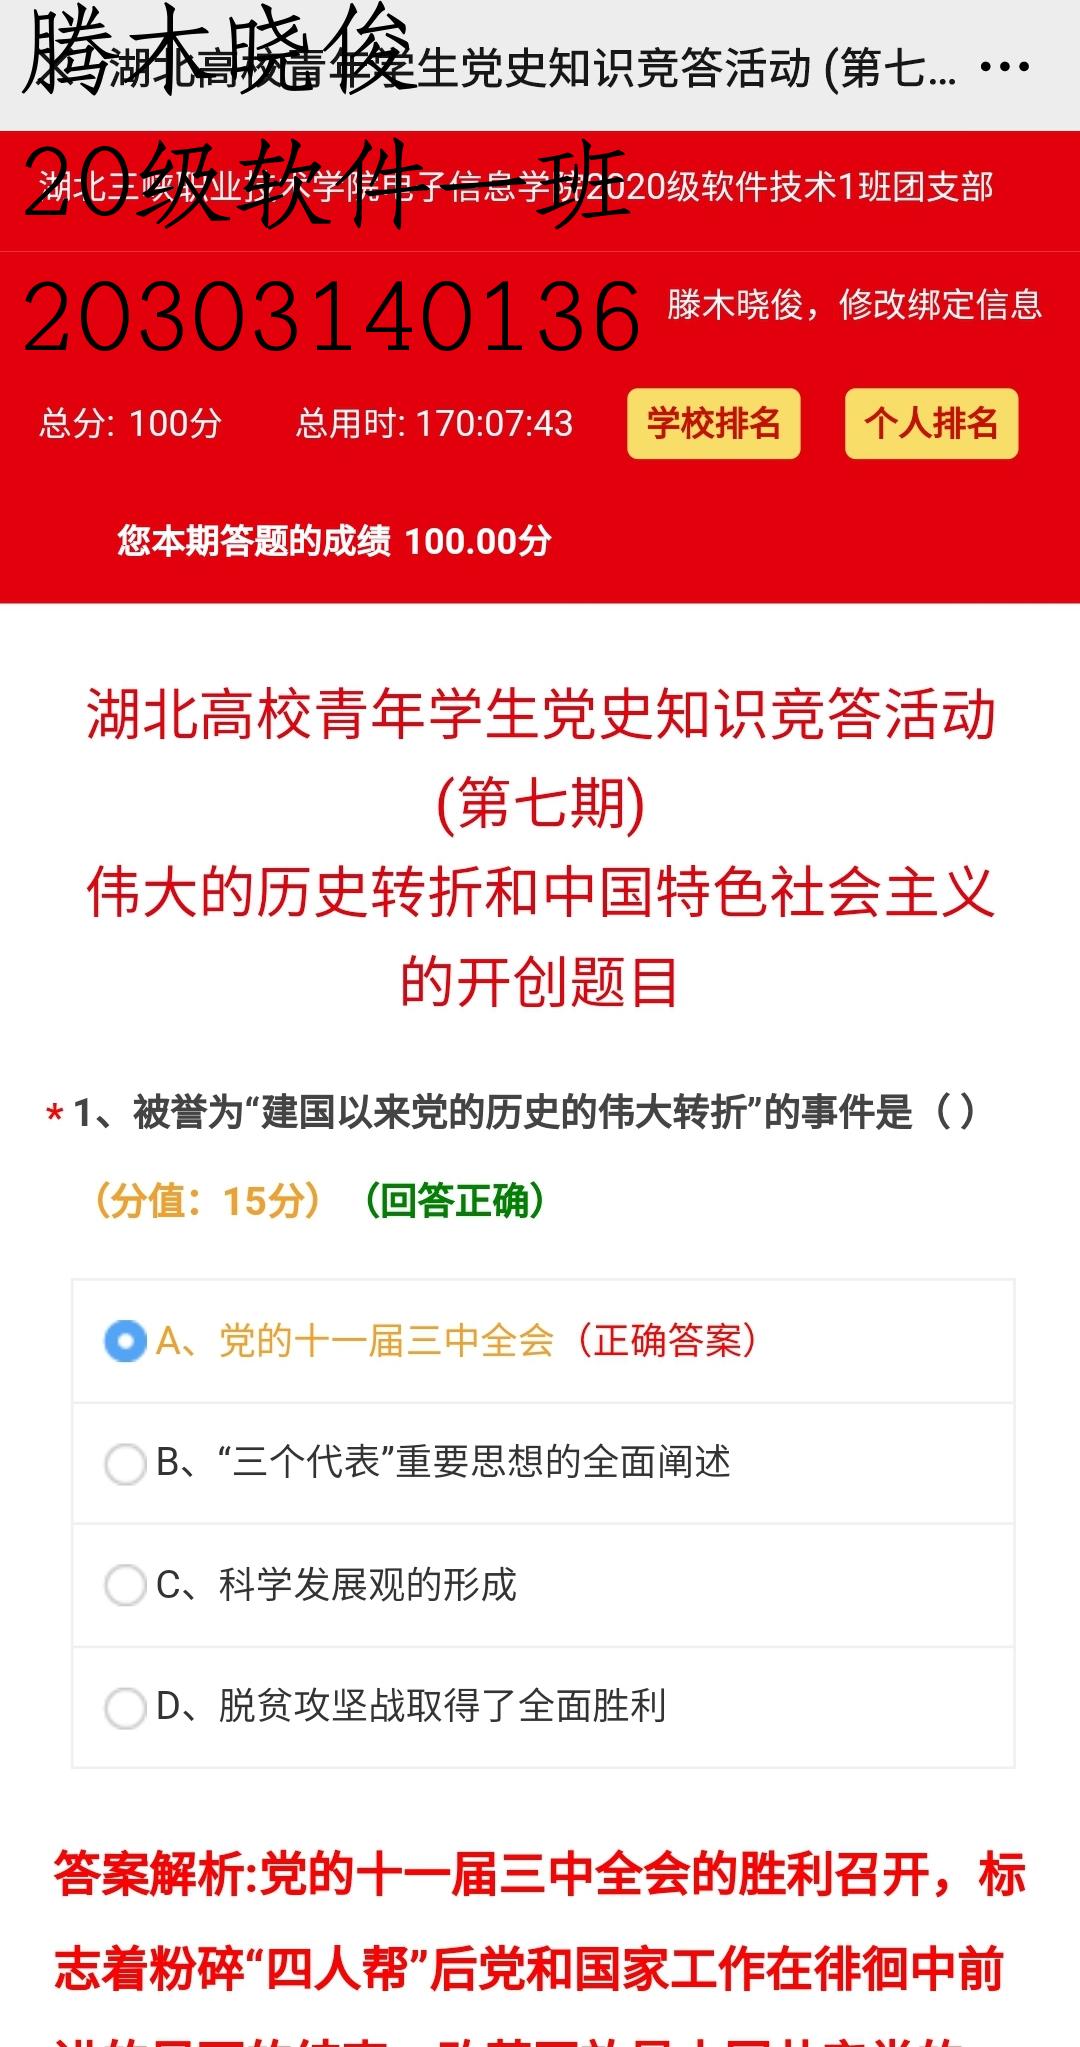 滕木晓俊
湖北高校青年学生党史知识竞答活动 (第七... •••
20级软件一班
湖北三峡职业技术学院电子信息学院2020级软件技术1班团支部
20303140136
滕木晓俊，修改绑定信息
总分: 100分 总用时: 170:07:43 学校排名 个人排名
您本期答题的成绩 100.00分
湖北高校青年学生党史知识竞答活动
(第七期)
伟大的历史转折和中国特色社会主义
的开创题目
* 1、被誉为“建国以来党的历史的伟大转折”的事件是（ ）
（分值：15分）（回答正确）
A、党的十一届三中全会（正确答案）
B、“三个代表”重要思想的全面阐述
C、科学发展观的形成
D、脱贫攻坚战取得了全面胜利
答案解析:党的十一届三中全会的胜利召开，标
志着粉碎“四人帮”后党和国家工作在徘徊中前